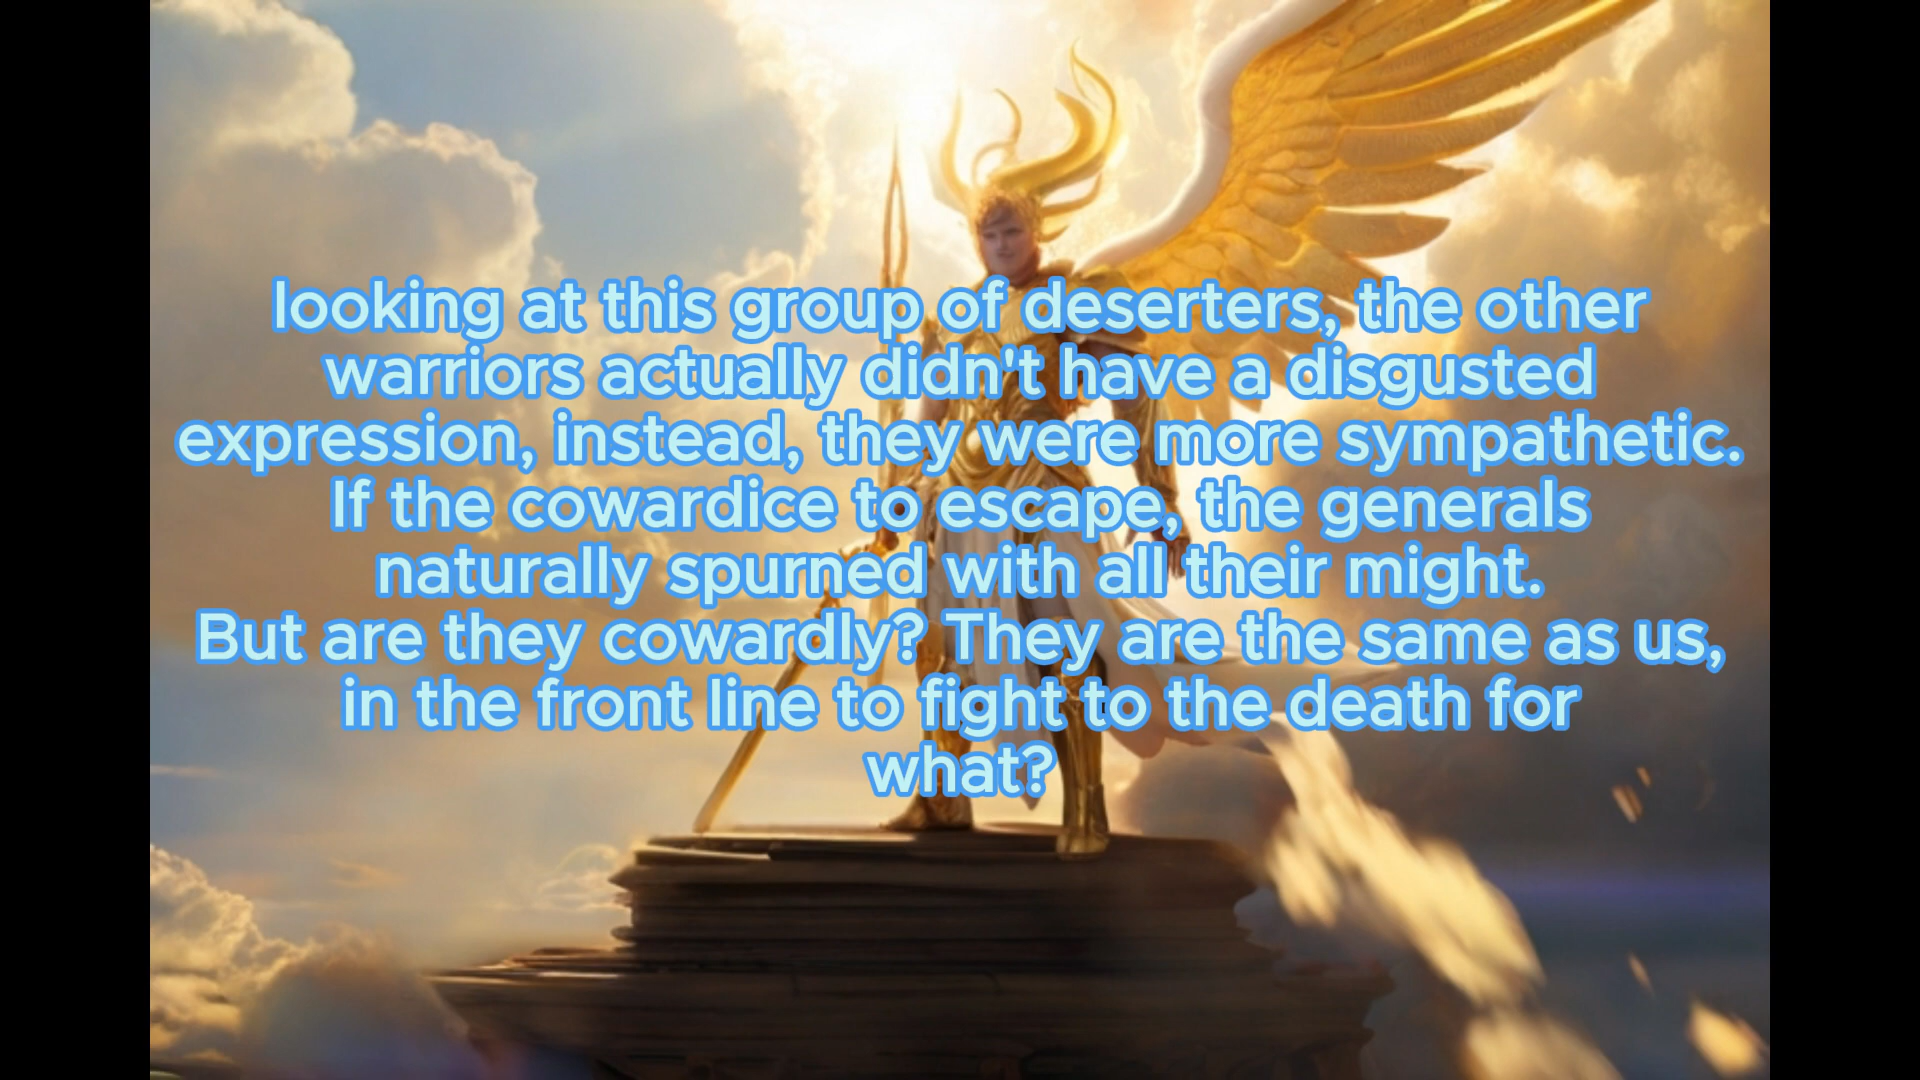 looking at this group of deserters, the other
warriors actually didn't have a disgusted
expression, instead, they were more sympathetic.
If the cowardice to escape, the generals
naturally spurned with all their might.
But are they cowardly? They are the same as us,
in the front line to fight to the death for
what?